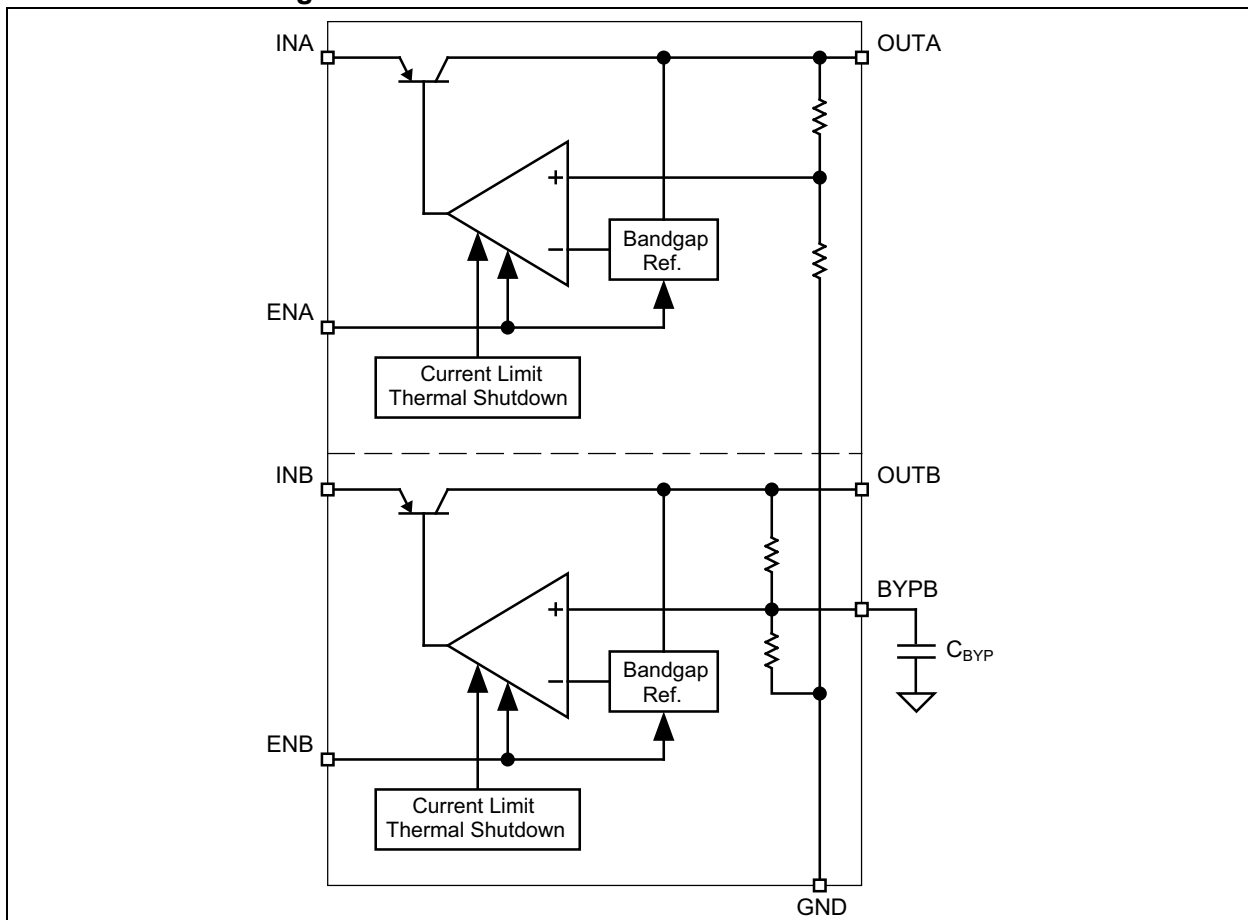 INA
OUTA
+
−
Bandgap
Ref.
ENA
Current Limit
Thermal Shutdown
INB
OUTB
BYPB
+
C_BYP
−
Bandgap
Ref.
ENB
Current Limit
Thermal Shutdown
GND